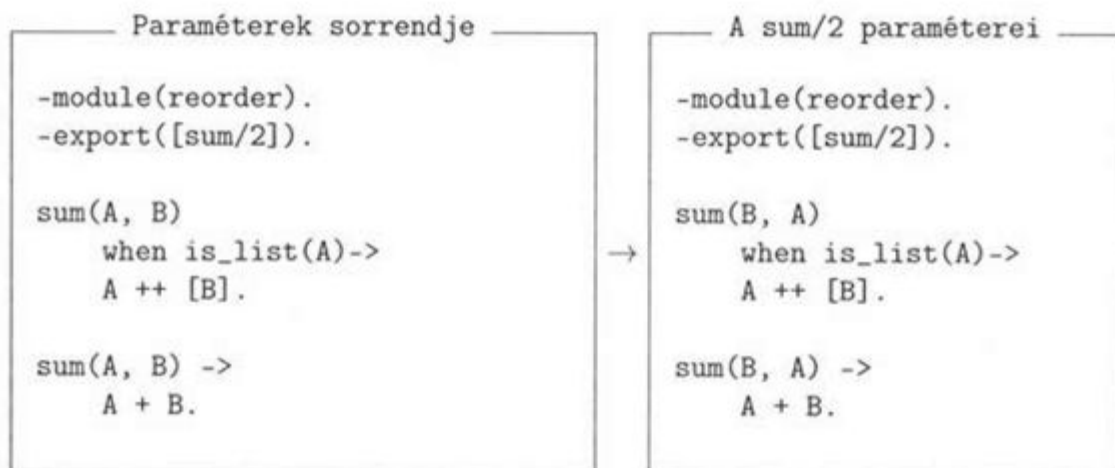 Paraméterek sorrendje
-module(reorder).
-export([sum/2]).
sum(A, B)
when is_list(A)->
A ++ [B].
sum(A, B) ->
A + B.
→
A sum/2 paraméterei
-module(reorder).
-export([sum/2]).
sum(B, A)
when is_list(A)->
A ++ [B].
sum(B, A) ->
A + B.